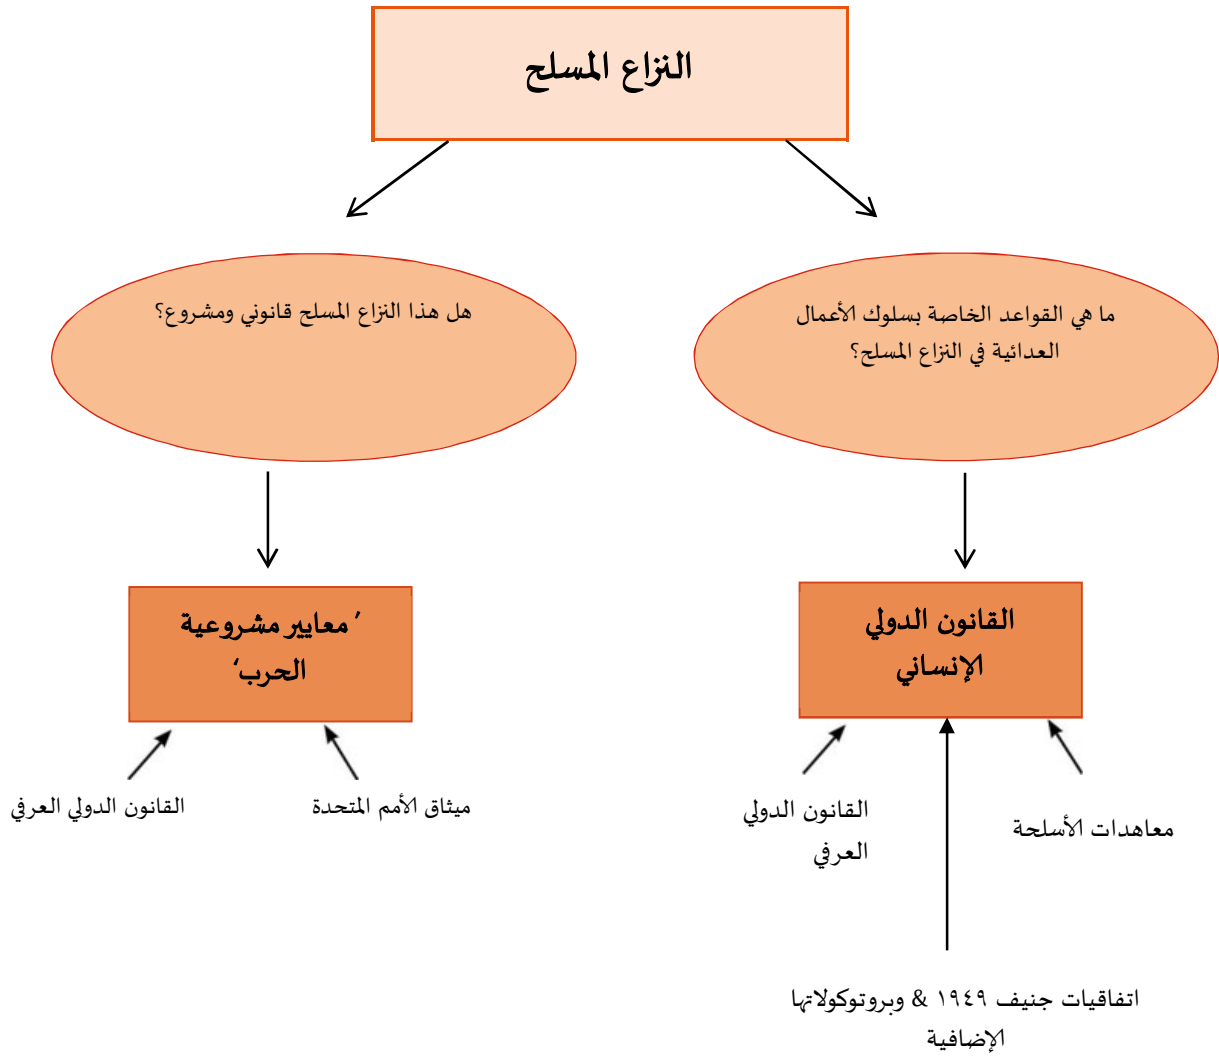 النزاع المسلح
ما هي القواعد الخاصة بسلوك الأعمال
العدائية في النزاع المسلح؟
هل هذا النزاع المسلح قانوني ومشروع؟
القانون الدولي
الإنساني
’ معايير مشروعية
الحرب‘
معاهدات الأسلحة
القانون الدولي
العرفي
اتفاقيات جنيف ١٩٤٩ & وبروتوكولاتها
الإضافية
ميثاق الأمم المتحدة
القانون الدولي العرفي